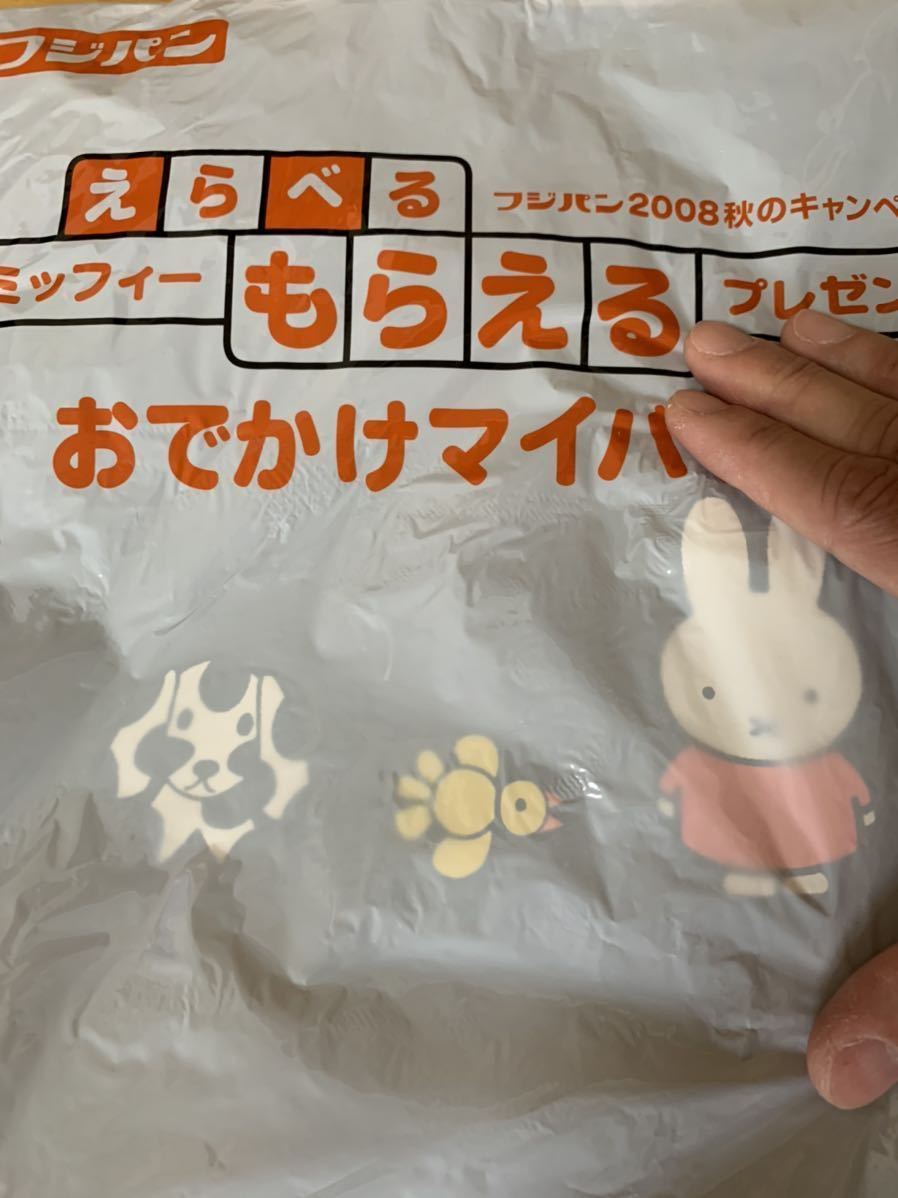 フジパン
えらべる
フジパン2008秋のキャンペ
ミッフィー もらえる プレゼン
おでかけマイバ